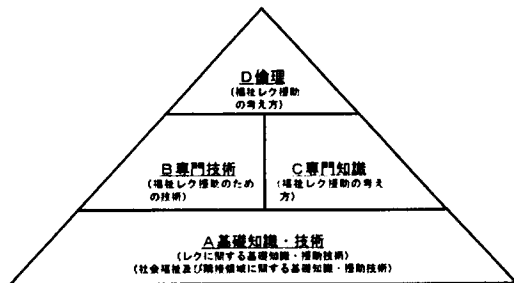 D倫理
(福祉レク援助
の考え方)
B専門技術
(福祉レク援助のため
の技術)
C専門知識
(福祉レク援助の考え
方)
A基礎知識・技術
(レクに関する基礎知識・援助技術)
(社会福祉及び隣接領域に関する基礎知識・援助技術)